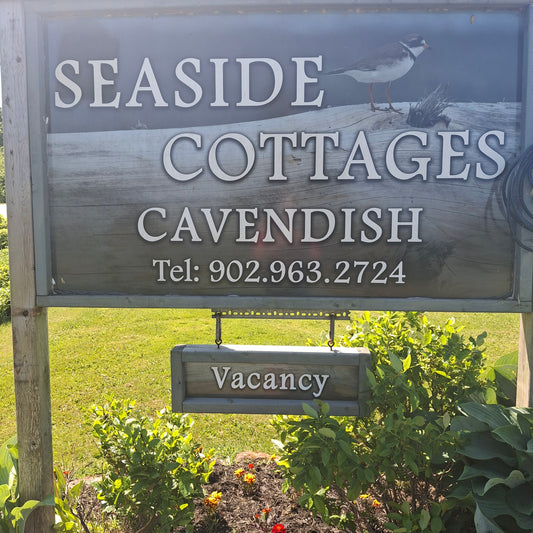 SEASIDE
COTTAGES
CAVENDISH
Tel: 902.963.2724
Vacancy